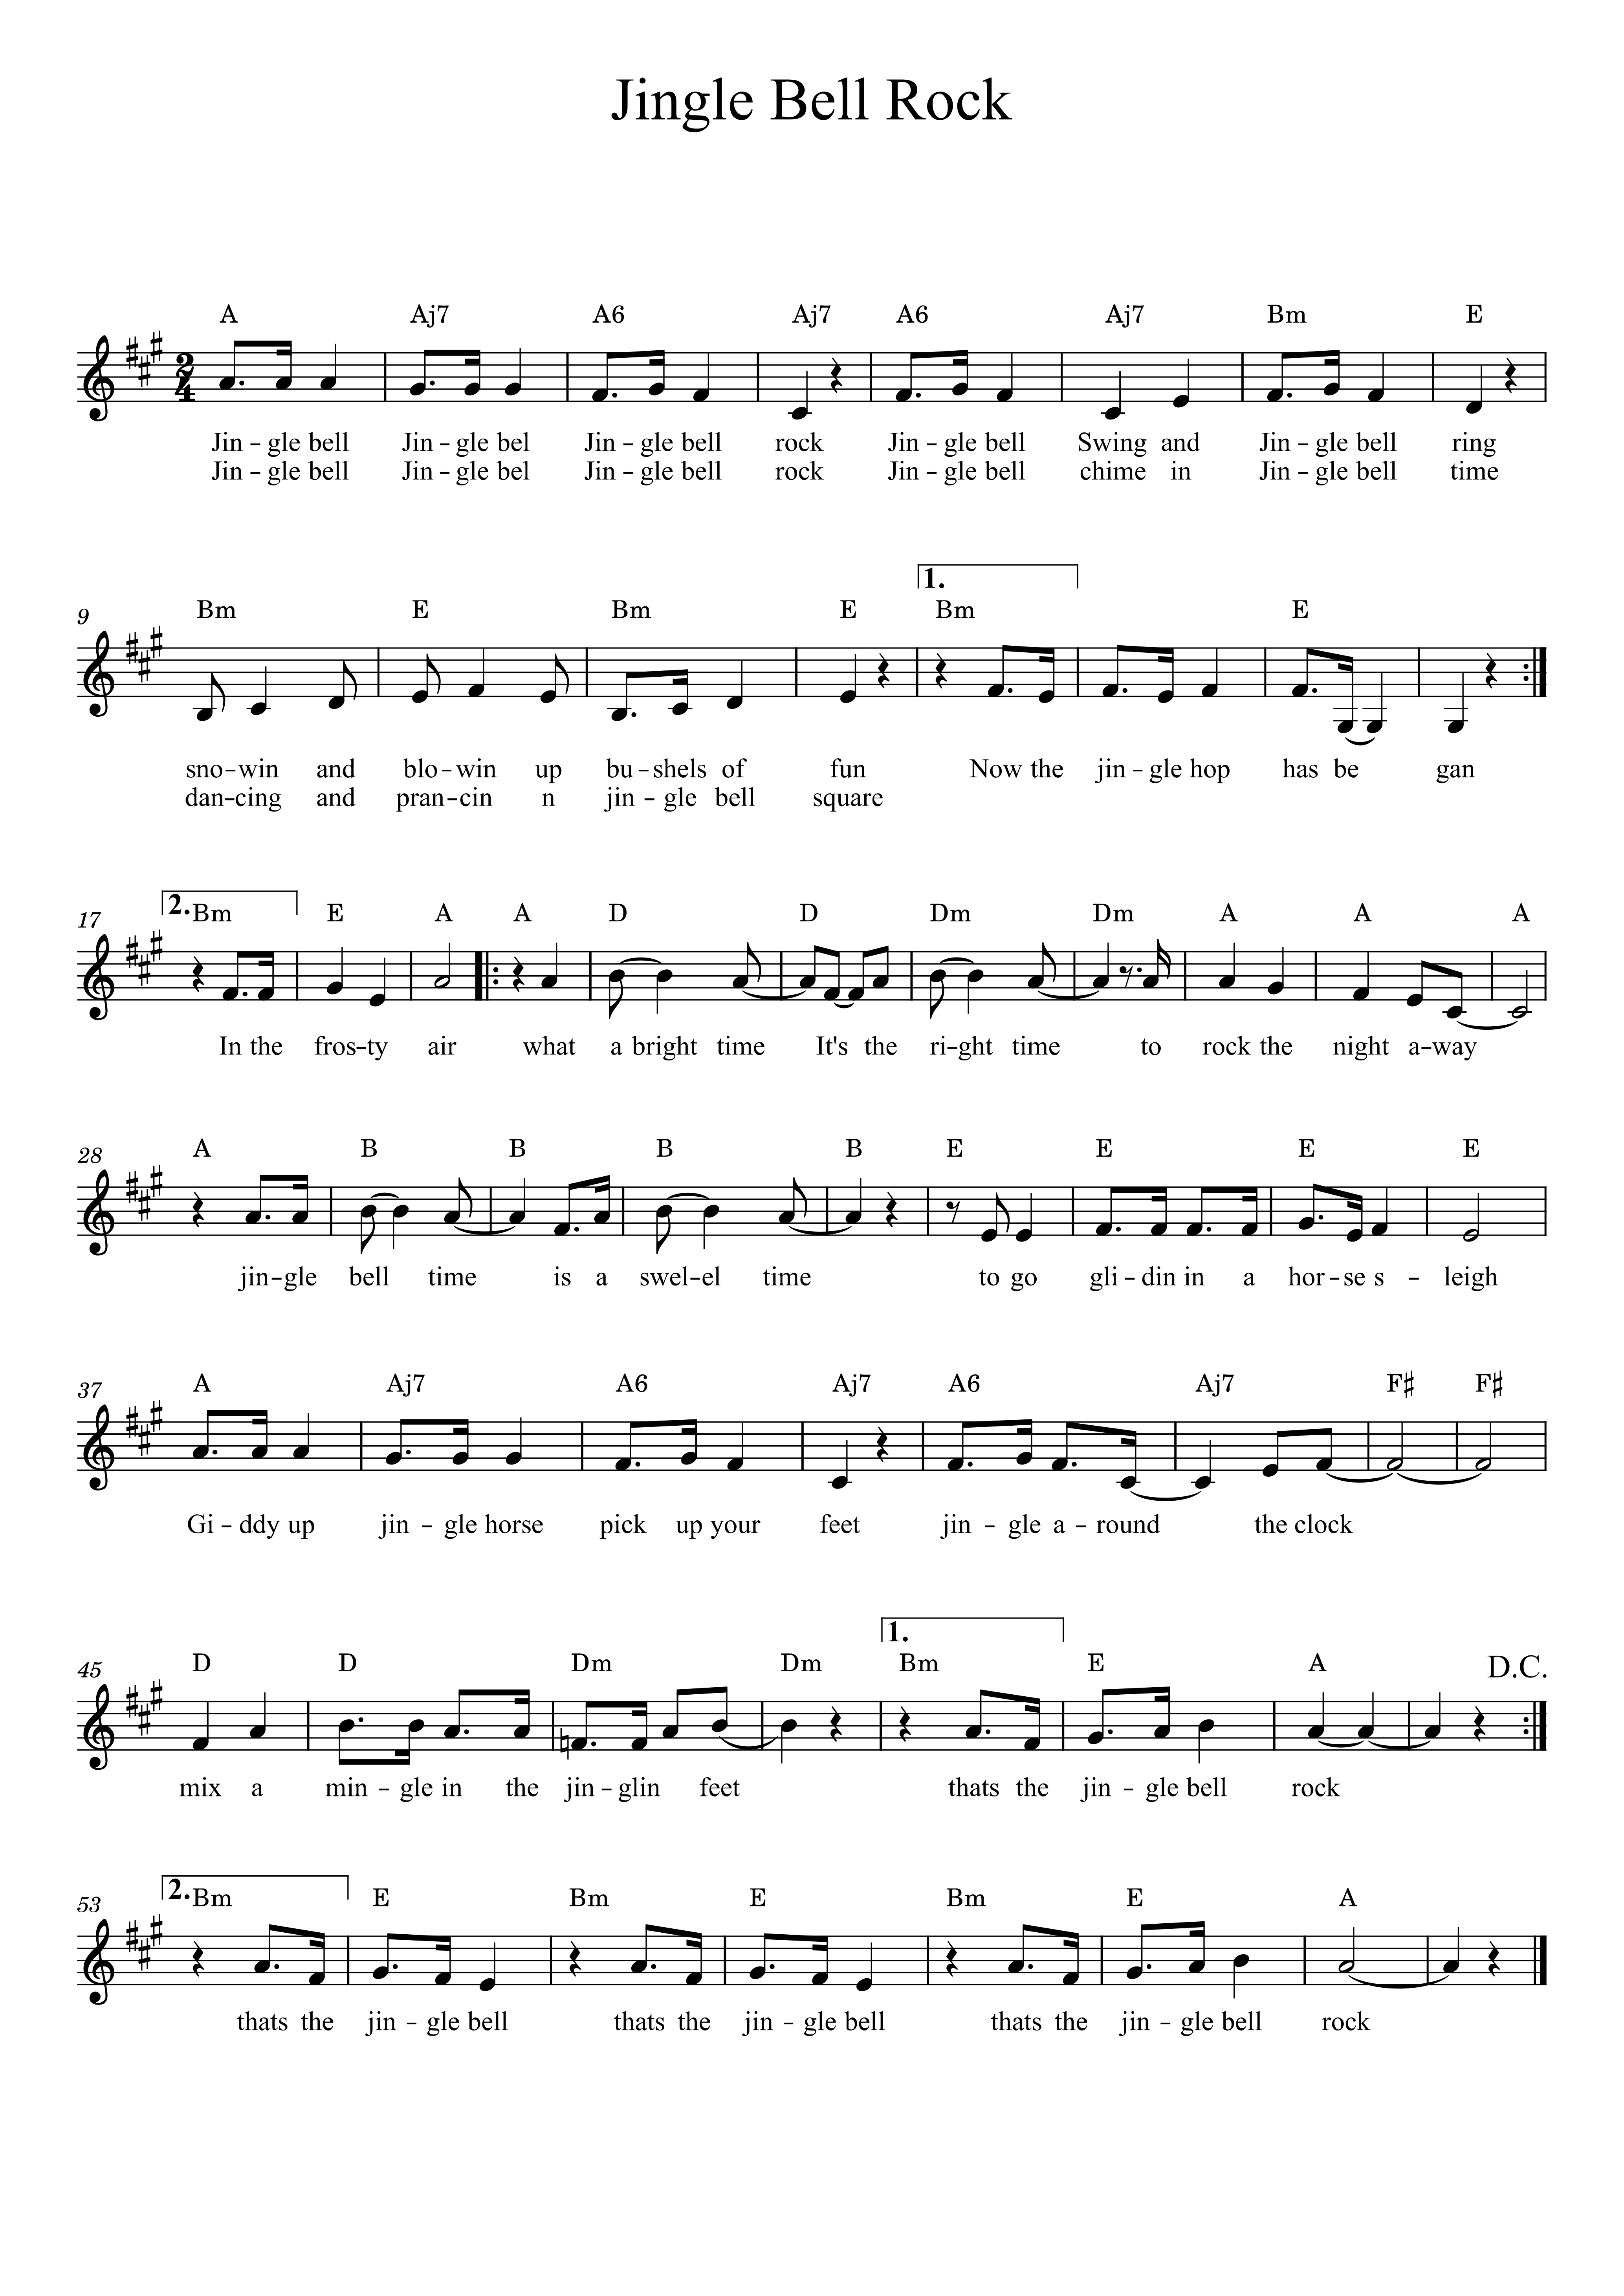 Jingle Bell Rock
A Aj7 A6 Aj7 A6 Aj7 Bm E
2
4
Jin - gle bell Jin - gle bel Jin - gle bell rock Jin - gle bell Swing and Jin - gle bell ring
Jin - gle bell Jin - gle bel Jin - gle bell rock Jin - gle bell chime in Jin - gle bell time
1.
9 Bm E Bm E Bm E
sno - win and blo - win up bu - shels of fun Now the jin - gle hop has be gan
dan - cing and pran - cin n jin - gle bell square
17 2. Bm E A A D D Dm Dm A A A
In the fros - ty air what a bright time It's the ri - ght time to rock the night a - way
28 A B B B B E E E E
jin - gle bell time is a swel - el time to go gli - din in a hor - se s - leigh
37 A Aj7 A6 Aj7 A6 Aj7 F♯ F♯
Gi - ddy up jin - gle horse pick up your feet jin - gle a - round the clock
1.
45 D D Dm Dm Bm E A D.C.
mix a min - gle in the jin - glin feet thats the jin - gle bell rock
53 2. Bm E Bm E Bm E A
thats the jin - gle bell thats the jin - gle bell thats the jin - gle bell rock